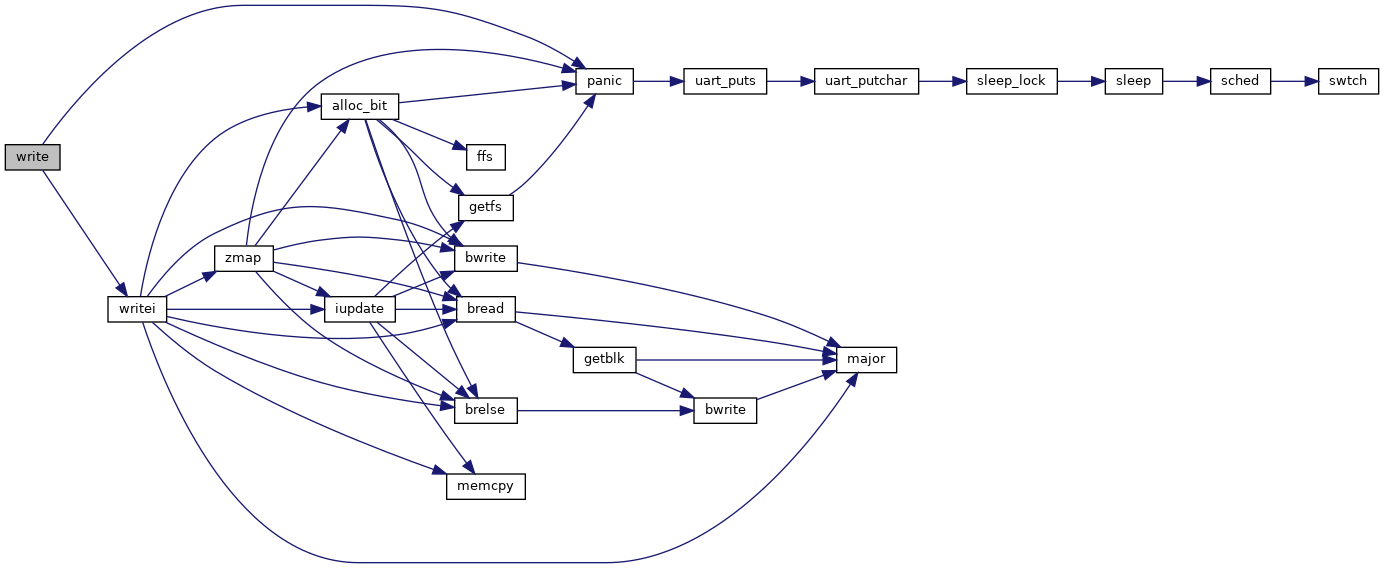 write
panic
uart_puts
uart_putchar
sleep_lock
sleep
sched
swtch
alloc_bit
ffs
getfs
zmap
bwrite
writei
iupdate
bread
getblk
major
brelse
bwrite
memcpy